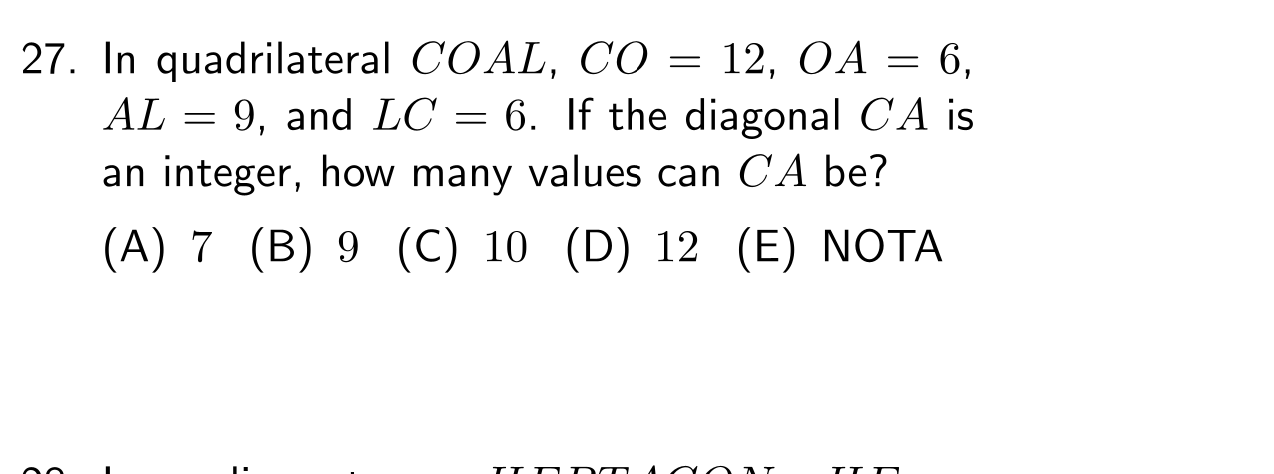 27. In quadrilateral COAL, CO = 12, OA = 6,
AL = 9, and LC = 6. If the diagonal CA is
an integer, how many values can CA be?
(A) 7 (B) 9 (C) 10 (D) 12 (E) NOTA